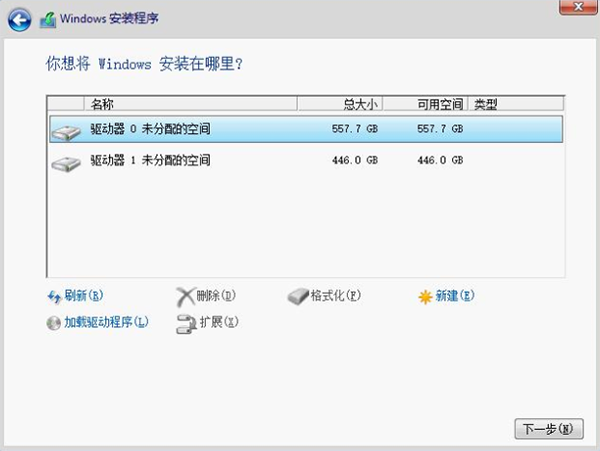 Windows 安装程序
你想将 Windows 安装在哪里?
名称 总大小 可用空间 类型
驱动器 0 未分配的空间 557.7 GB 557.7 GB
驱动器 1 未分配的空间 446.0 GB 446.0 GB
刷新(R) 删除(D) 格式化(F) 新建(E)
加载驱动程序(L) 扩展(X)
下一步(N)